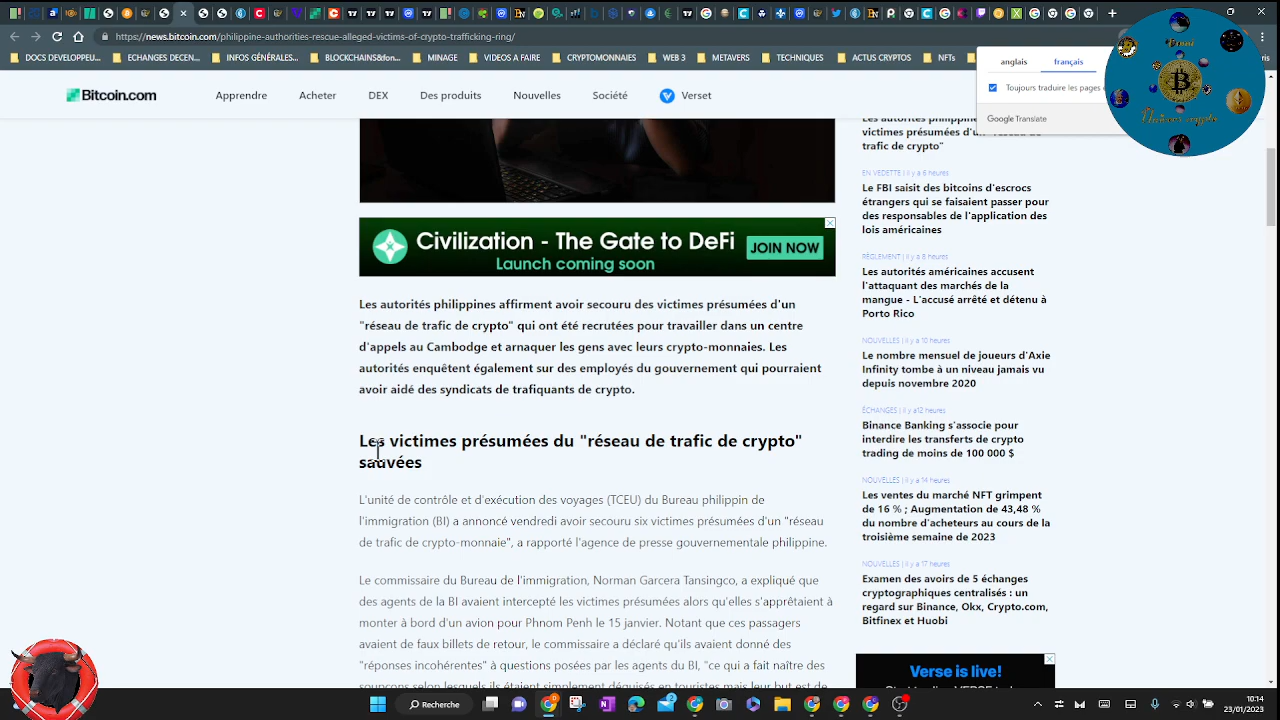 https://news.bitcoin.com/philippine-authorities-rescue-alleged-victims-of-crypto-trafficking-ring/
DOCS DEVELOPPEU...
ECHANGE DECEN...
INFOS GÉNÉRALES...
MINAGE
VIDEOS A FAIRE
CRYPTOMONNAIES
WEB 3
METAVERS
TECHNIQUES
ACTUS CRYPTOS
NFTs
anglais
français
Toujours traduire les pages
Google Translate
Bitcoin.com
Apprendre
DEX
Des produits
Nouvelles
Société
Verset
Les autorités philippine
victimes présumées d'un "réseau de
trafic de crypto"
EN VEDETTE | il y a 6 heures
Le FBI saisit des bitcoins d'escrocs
étrangers qui se faisaient passer pour
des responsables de l'application des
lois américaines
RÈGLEMENT | il y a 8 heures
Les autorités américaines accusent
l'attaquant des marchés de la
mangue - L'accusé arrêté et détenu à
Porto Rico
NOUVELLES | il y a 10 heures
Le nombre mensuel de joueurs d'Axie
Infinity tombe à un niveau jamais vu
depuis novembre 2020
ÉCHANGES | il y a12 heures
Binance Banking s'associe pour
interdire les transferts de crypto
trading de moins de 100 000 $
NOUVELLES | il y a 14 heures
Les ventes du marché NFT grimpent
de 16 % ; Augmentation de 43,48 %
du nombre d'acheteurs au cours de la
troisième semaine de 2023
NOUVELLES | il y a 17 heures
Examen des avoirs de 5 échanges
cryptographiques centralisés : un
regard sur Binance, Okx, Crypto.com,
Bitfinex et Huobi
Verse is live!
Civilization - The Gate to DeFi
Launch coming soon
JOIN NOW
Les autorités philippines affirment avoir secouru des victimes présumées d'un
"réseau de trafic de crypto" qui ont été recrutées pour travailler dans un centre
d'appels au Cambodge et arnaquer les gens avec leurs crypto-monnaies. Les
autorités enquêtent également sur des employés du gouvernement qui pourraient
avoir aidé des syndicats de trafiquants de crypto.
Les victimes présumées du "réseau de trafic de crypto"
sauvées
L'unité de contrôle et d'exécution des voyages (TCEU) du Bureau philippin de
l'immigration (BI) a annoncé vendredi avoir secouru six victimes présumées d'un "réseau
de trafic de crypto-monnaie", a rapporté l'agence de presse gouvernementale philippine.
Le commissaire du Bureau de l'immigration, Norman Garcera Tansingco, a expliqué que
des agents de la BI avaient intercepté les victimes présumées alors qu'elles s'apprêtaient à
monter à bord d'un avion pour Phnom Penh le 15 janvier. Notant que ces passagers
avaient de faux billets de retour, le commissaire a déclaré qu'ils avaient donné des
"réponses incohérentes" à questions posées par les agents du BI, "ce qui a fait naître des
soupçons selon lesquels ils étaient simplement déguisés en touristes mais leur but est de
Rechercher
10:14
23/01/2023